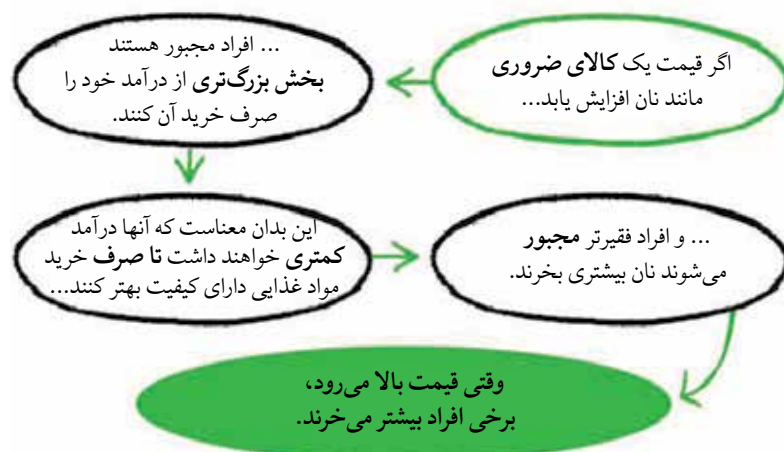 اگر قیمت یک کالای ضروری
مانند نان افزایش یابد...
... افراد مجبور هستند
بخش بزرگ‌تری از درآمد خود را
صرف خرید آن کنند.
این بدان معناست که آنها درآمد
کمتری خواهند داشت تا صرف خرید
مواد غذایی دارای کیفیت بهتر کنند...
... و افراد فقیرتر مجبور
می‌شوند نان بیشتری بخرند.
وقتی قیمت بالا می‌رود،
برخی افراد بیشتر می‌خرند.